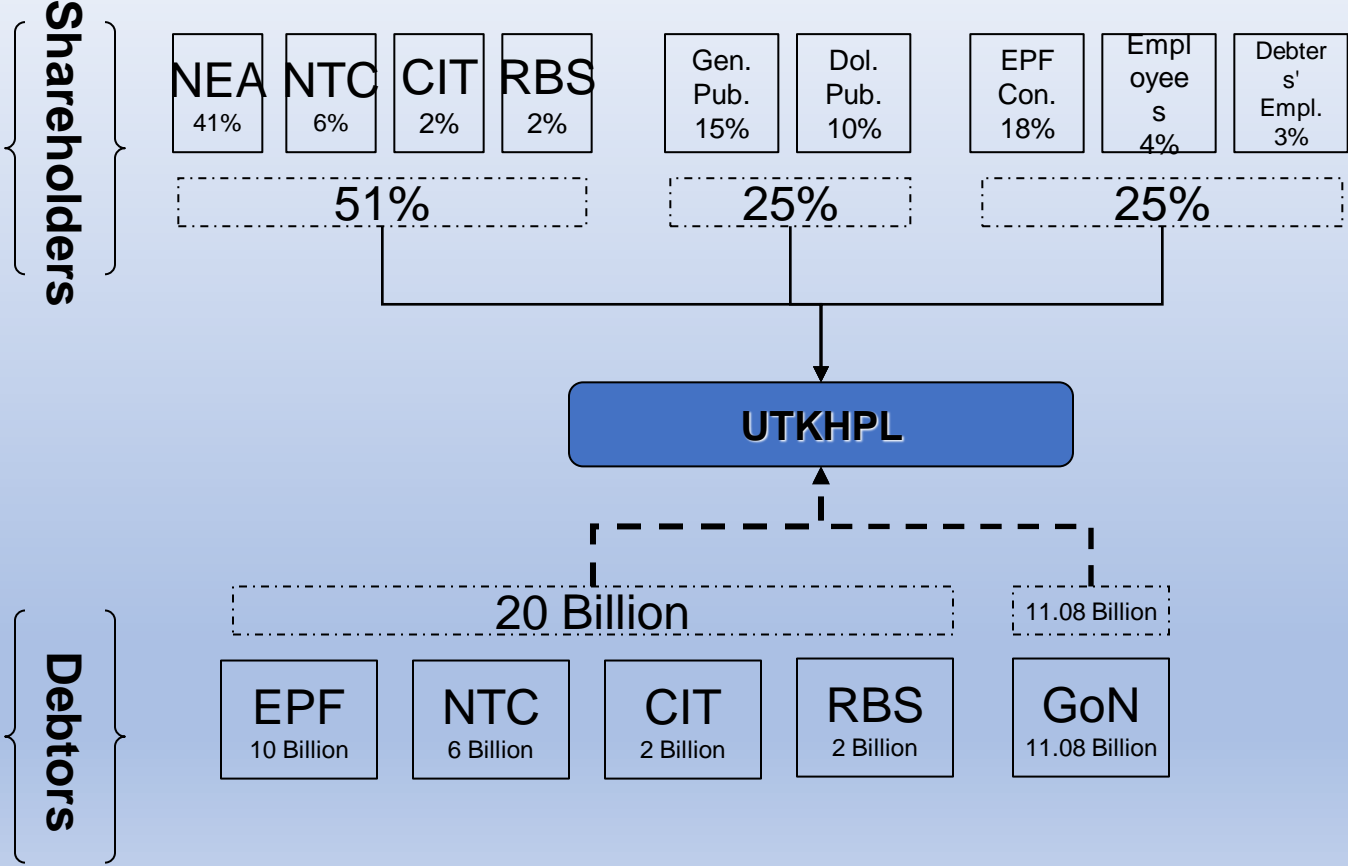 Shareholders
NEA
41%
NTC
6%
CIT
2%
RBS
2%
Gen.
Pub.
15%
Dol.
Pub.
10%
EPF
Con.
18%
Empl
oyee
s
4%
Debter
s'
Empl.
3%
51%
25%
25%
UTKHPL
20 Billion
11.08 Billion
Debtors
EPF
10 Billion
NTC
6 Billion
CIT
2 Billion
RBS
2 Billion
GoN
11.08 Billion